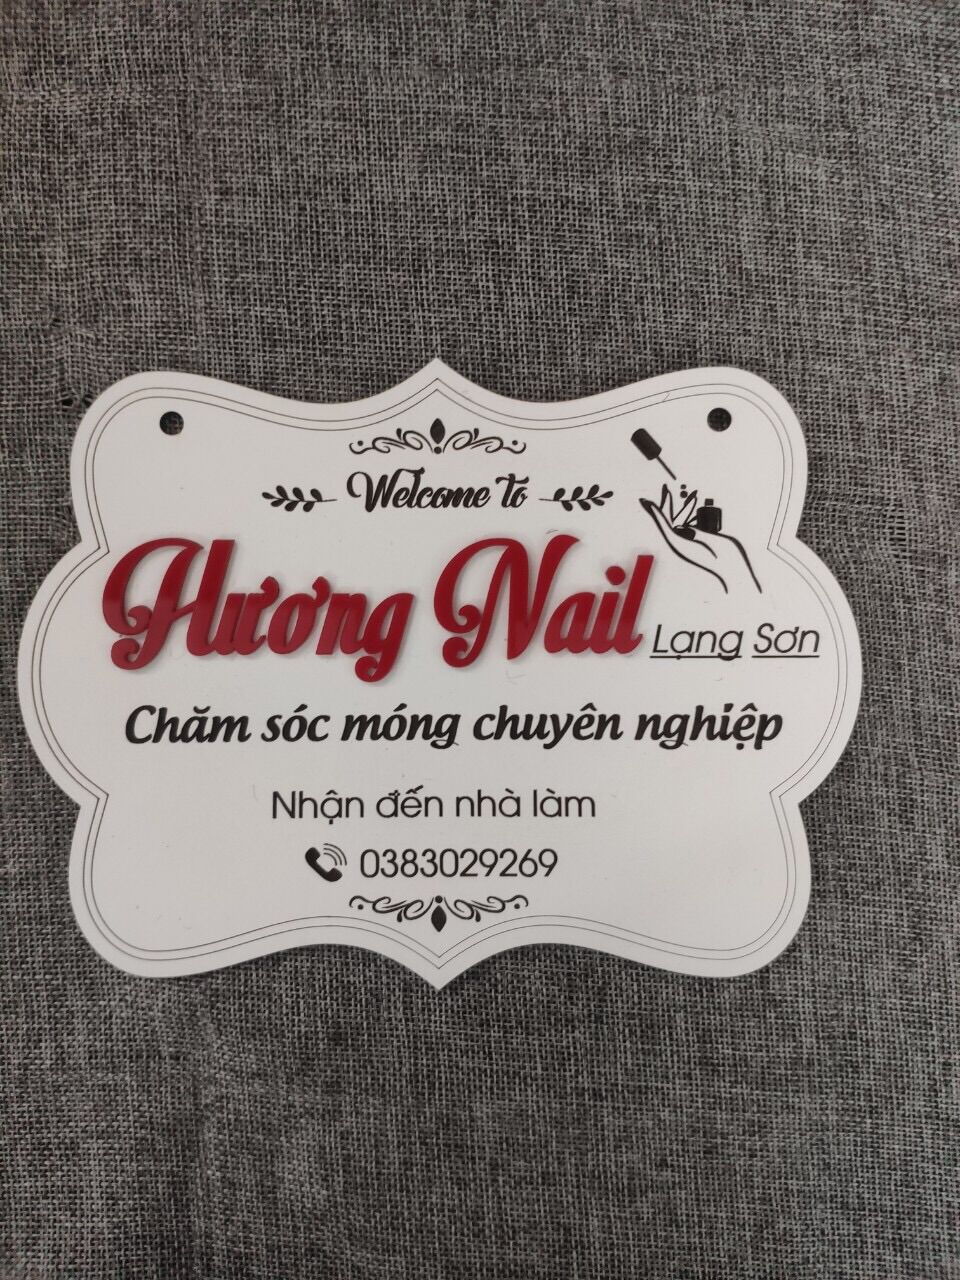 Welcome to
Hương Nail Lạng Sơn
Chăm sóc móng chuyên nghiệp
Nhận đến nhà làm
0383029269